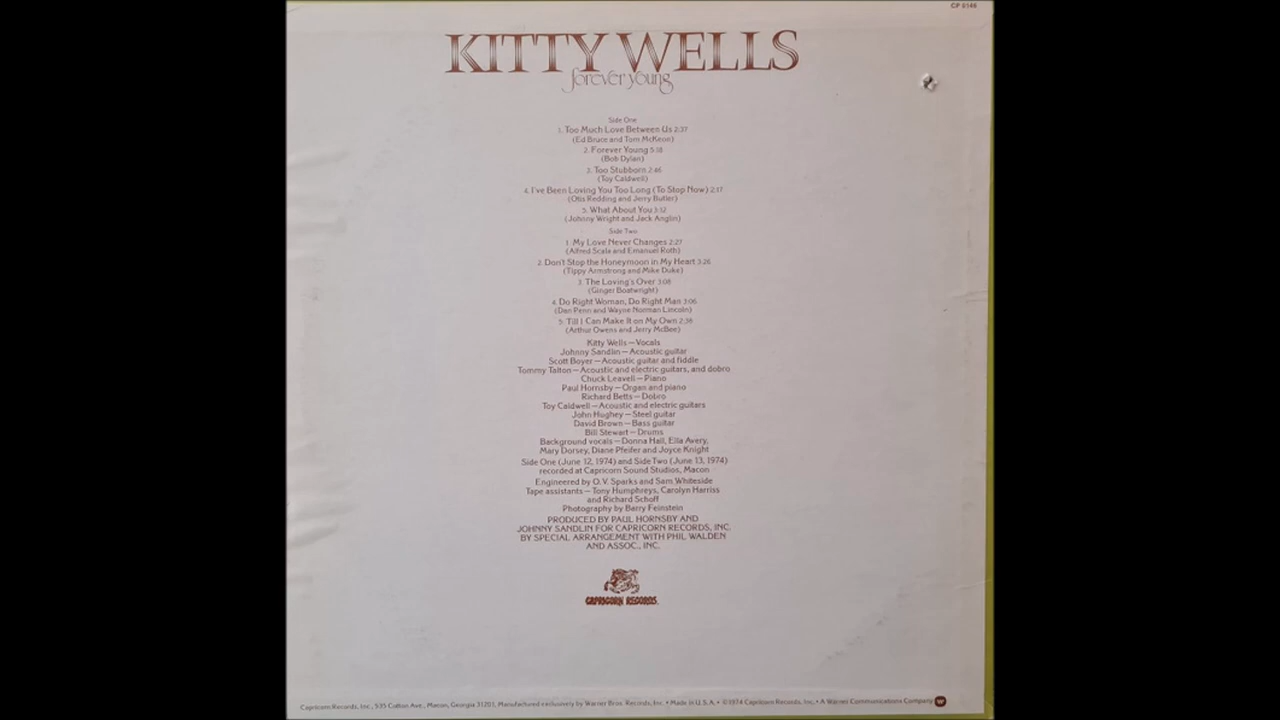 CP 0146
KITTY WELLS
forever young
Side One
1. Too Much Love Between Us 2:37
(Ed Bruce and Tom McKeon)
2. Forever Young 5:18
(Bob Dylan)
3. Too Stubborn 2:46
(Toy Caldwell)
4. I've Been Loving You Too Long (To Stop Now) 2:17
(Otis Redding and Jerry Butler)
5. What About You 3:12
(Johnny Wright and Jack Anglin)
Side Two
1. My Love Never Changes 2:27
(Alfred Scale and Emanuel Roth)
2. Don't Stop the Honeymoon in My Heart 3:26
(Tippy Armstrong and Mike Duke)
3. The Loving's Over 3:08
(Ginger Boatwright)
4. Do Right Woman, Do Right Man 3:06
(Dan Penn and Wayne Norman Lincoln)
5. Till I Can Make It on My Own 2:38
(Arthur Owens and Jerry McBee)
Kitty Wells — Vocals
Johnny Sandlin — Acoustic guitar
Scott Boyer — Acoustic guitar and fiddle
Tommy Talton — Acoustic and electric guitars, and dobro
Chuck Leavell — Piano
Paul Hornsby — Organ and piano
Richard Betts — Dobro
Toy Caldwell — Acoustic and electric guitars
John Hughey — Steel guitar
David Brown — Bass guitar
Bill Stewart — Drums
Background vocals — Donna Hall, Ella Avery,
Mary Dorsey, Diane Pfeifer and Joyce Knight
Side One (June 12, 1974) and Side Two (June 13, 1974)
recorded at Capricorn Sound Studios, Macon
Engineered by O. V. Sparks and Sam Whiteside
Tape assistants — Tony Humphreys, Carolyn Harriss
and Richard Schoff
Photography by Barry Feinstein
PRODUCED BY PAUL HORNSBY AND
JOHNNY SANDLIN FOR CAPRICORN RECORDS, INC.
BY SPECIAL ARRANGEMENT WITH PHIL WALDEN
AND ASSOC., INC.
CAPRICORN RECORDS
Capricorn Records, Inc., 535 Cotton Ave., Macon, Georgia 31201, Manufactured exclusively by Warner Bros. Records, Inc. • Made in U.S.A. • ©1974 Capricorn Records, Inc. • A Warner Communications Company W